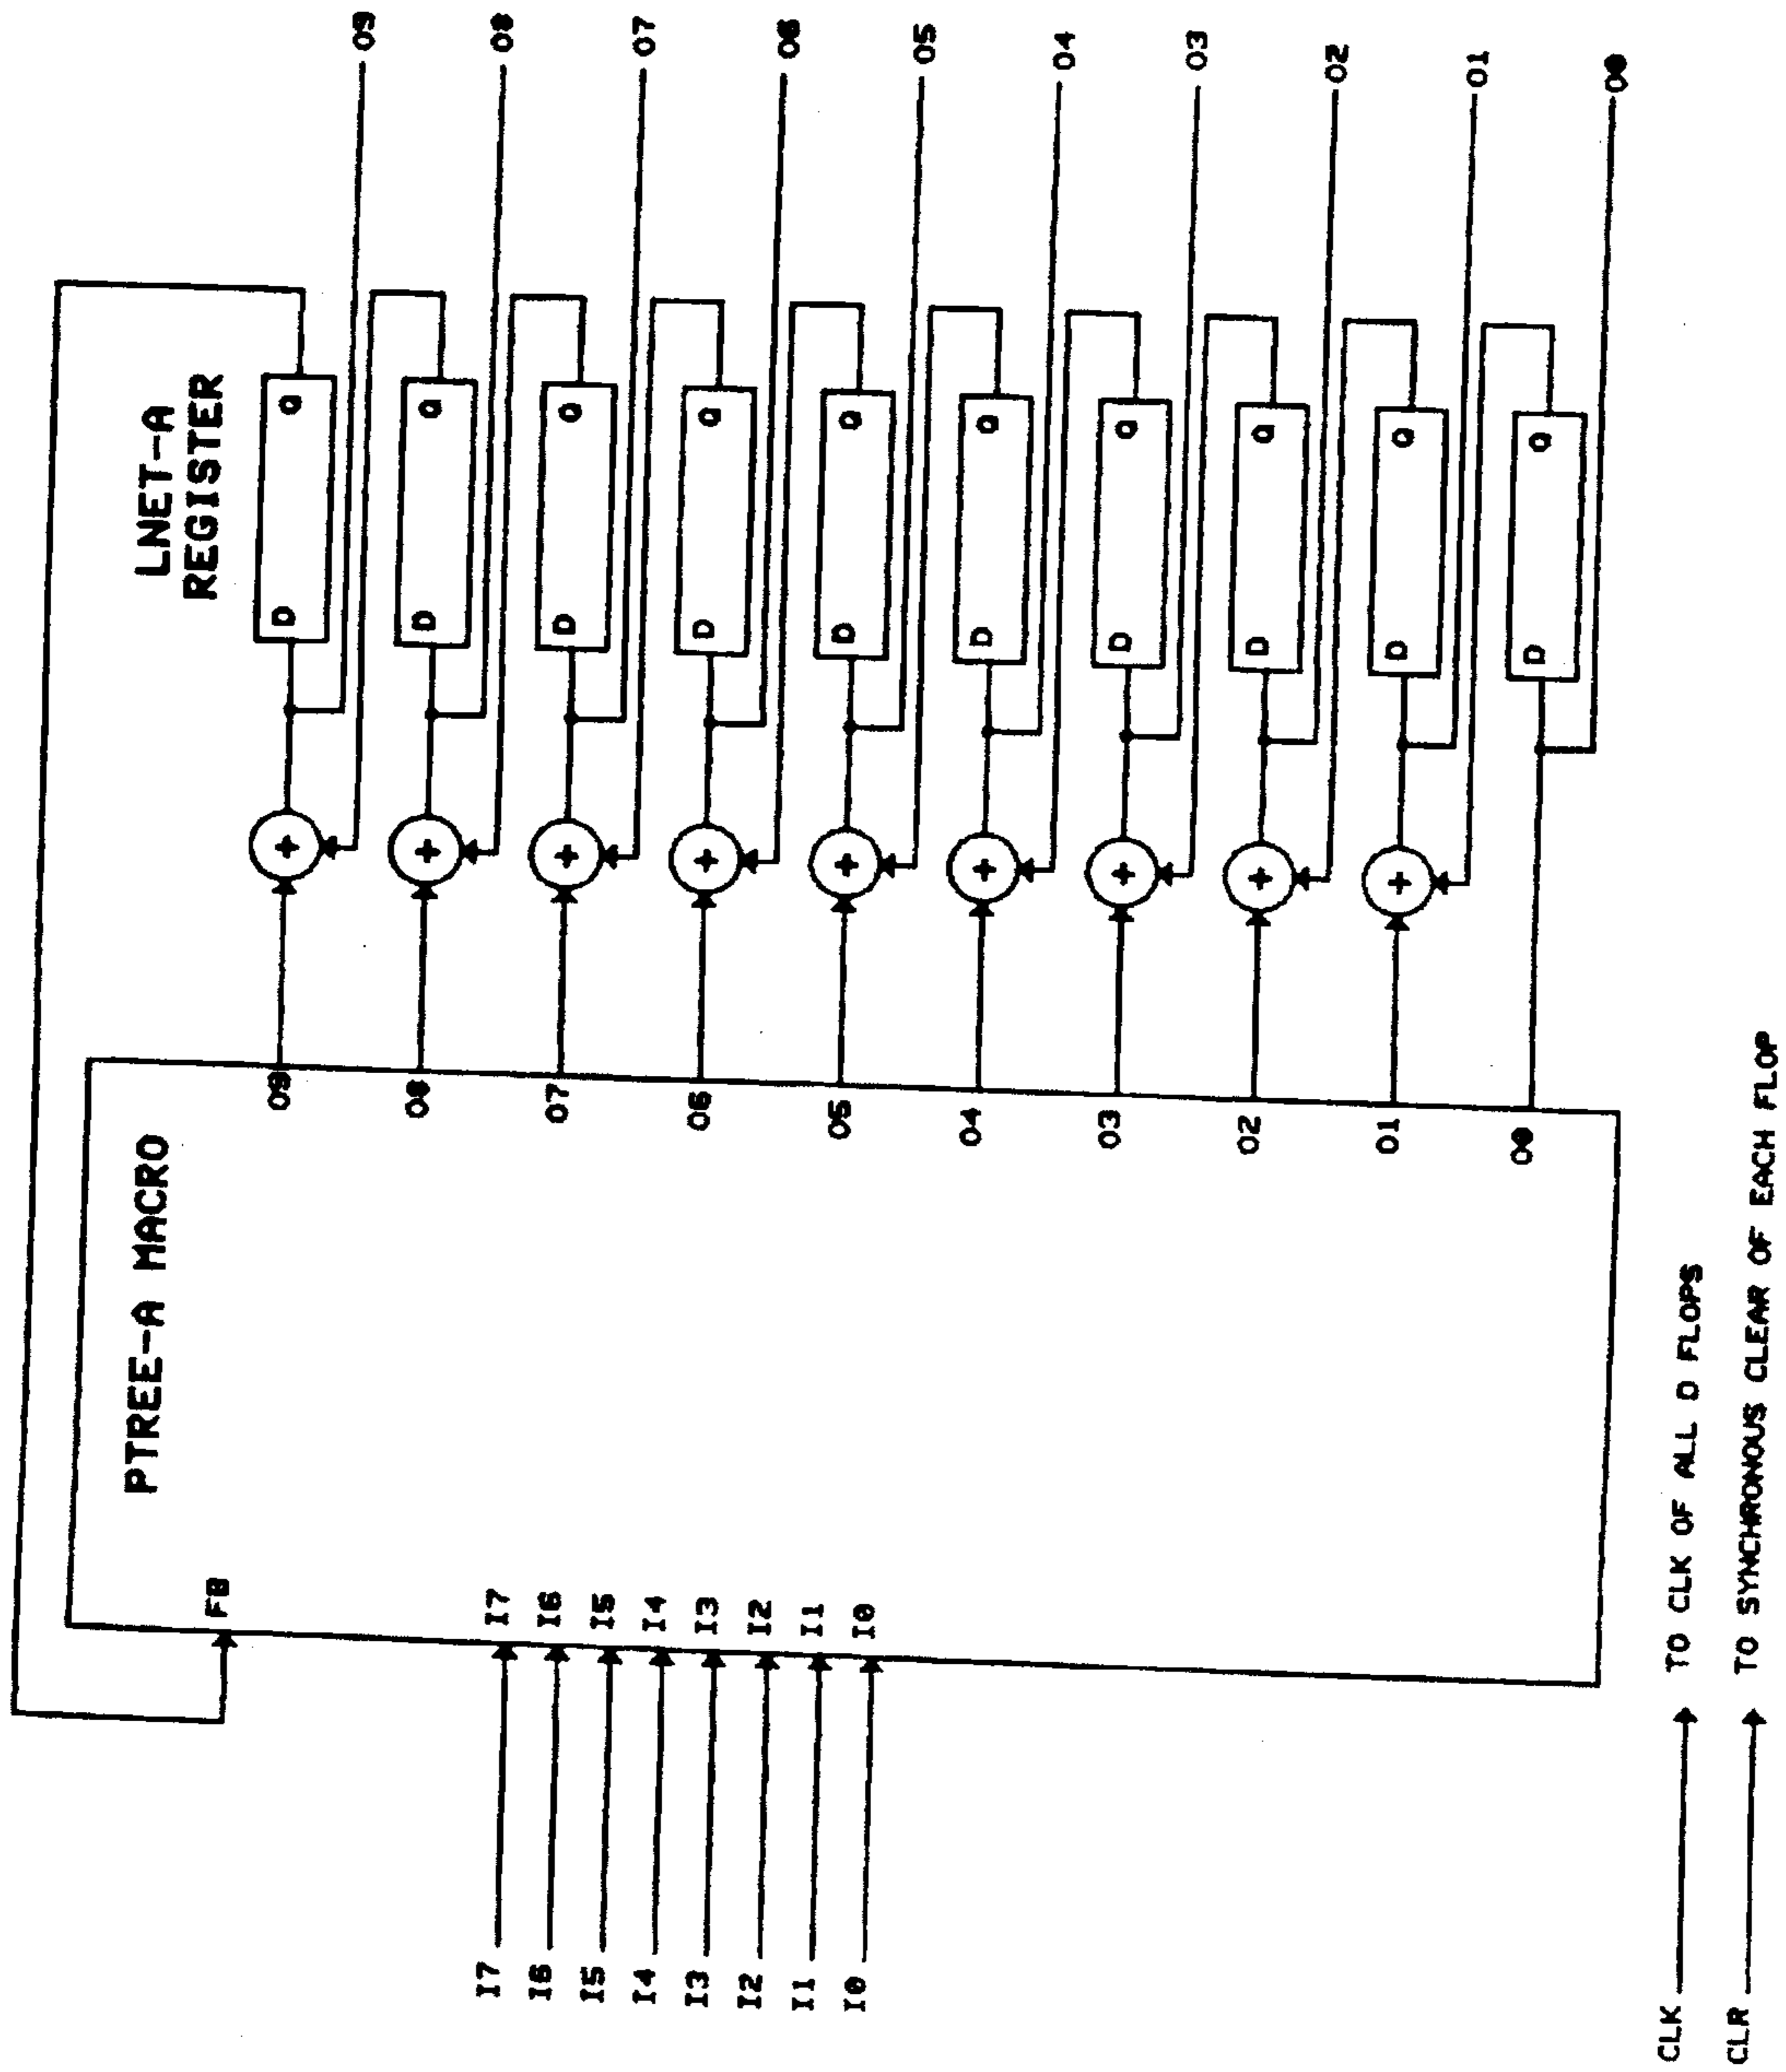 LNET-A
REGISTER
PTREE-A MACRO
FB
I7 I7
I6 I6
I5 I5
I4 I4
I3 I3
I2 I2
I1 I1
I0 I0
O9 + D Q O9
O8 + D Q O8
O7 + D Q O7
O6 + D Q O6
O5 + D Q O5
O4 + D Q O4
O3 + D Q O3
O2 + D Q O2
O1 + D Q O1
O0 D Q O0
CLK TO CLK OF ALL D FLOPS
CLR TO SYNCHRONOUS CLEAR OF EACH FLOP